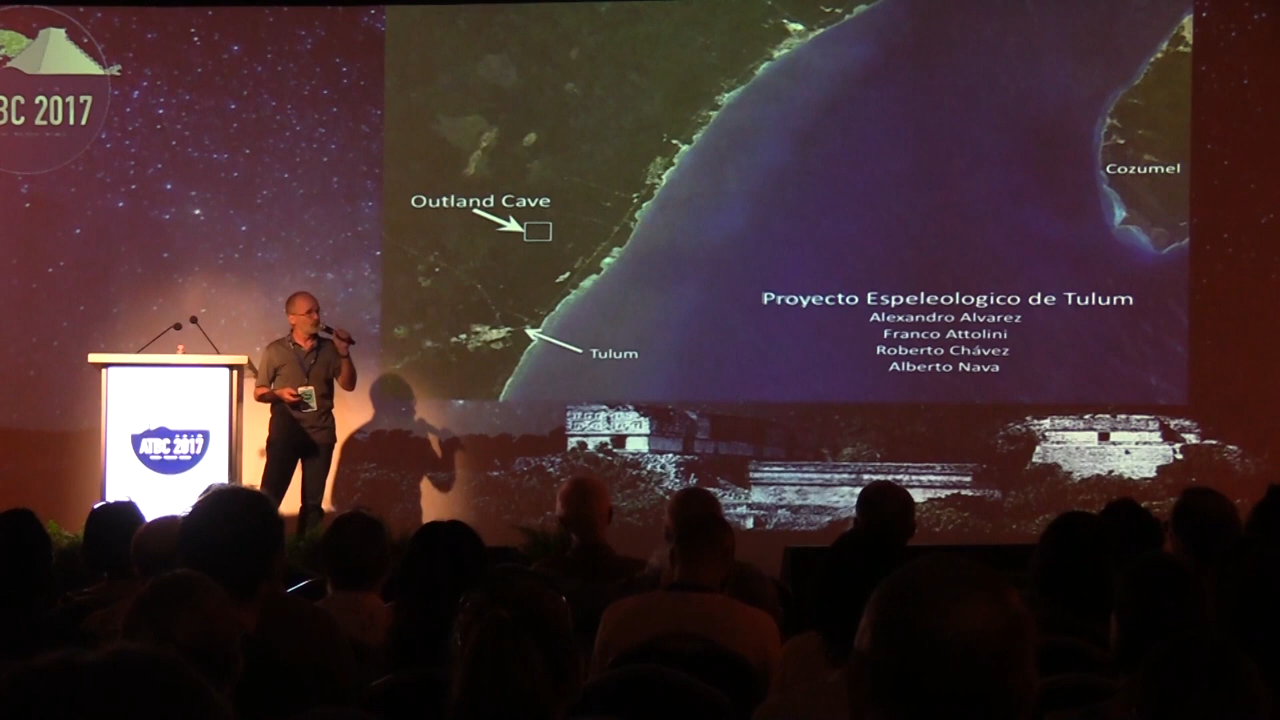 BC 2017
Outland Cave
Cozumel
Proyecto Espeleologico de Tulum
Alexandro Alvarez
Franco Attolini
Roberto Chávez
Alberto Nava
Tulum
ATBC 2017